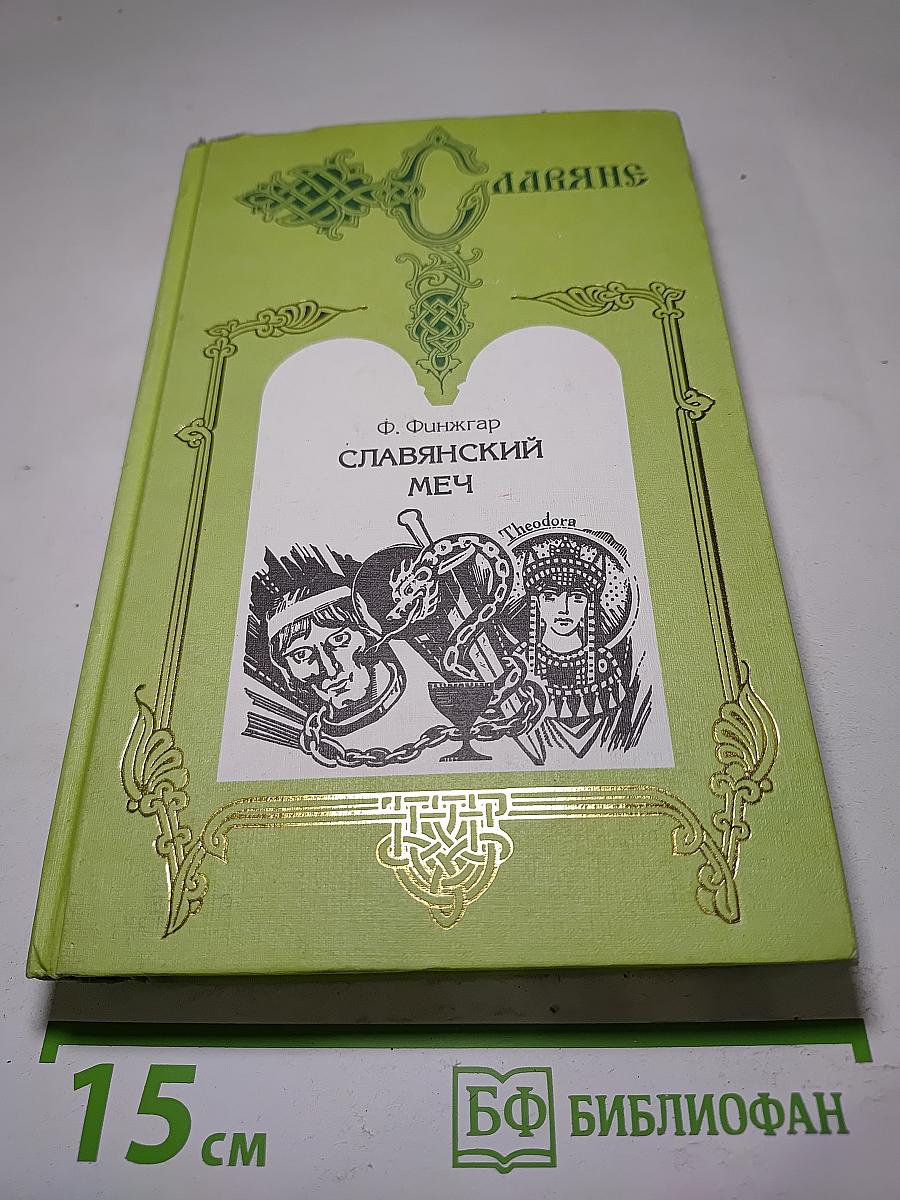 Славяне
Ф. Финжгар
СЛАВЯНСКИЙ
МЕЧ
Theodora
15 см
БФ БИБЛИОФАН